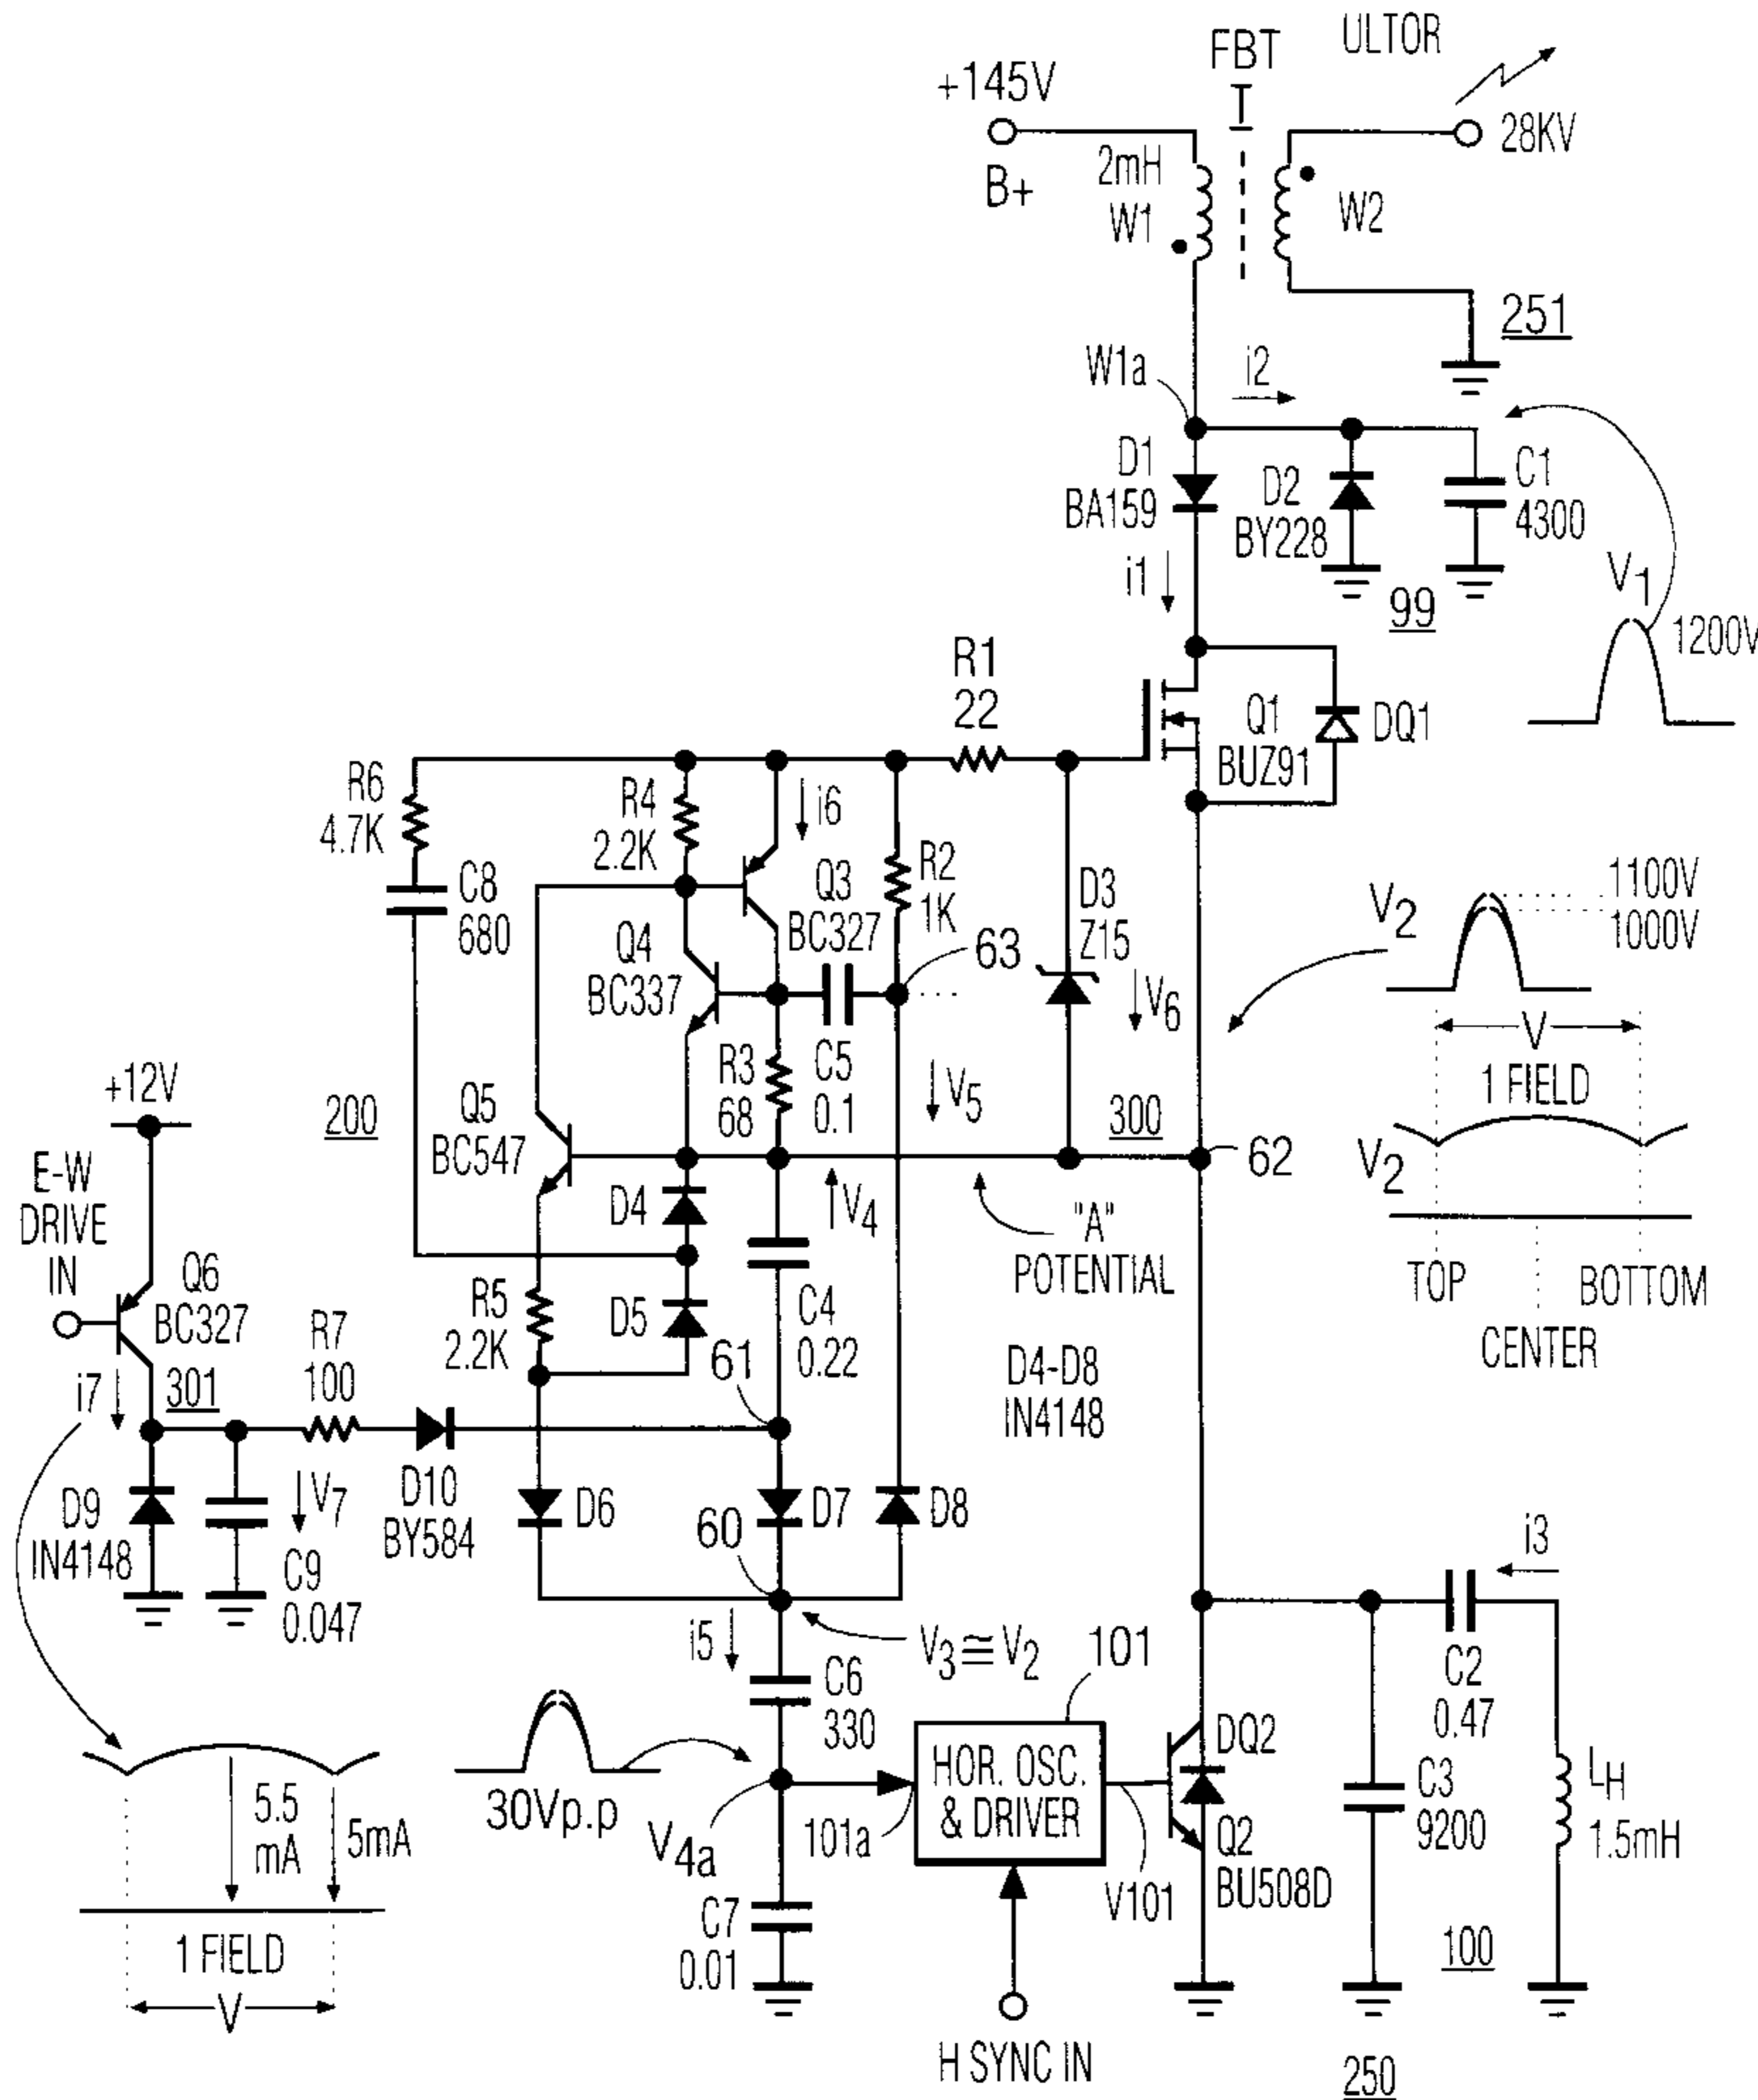 ULTOR
FBT
+145V
T
28KV
B+
2mH
W1
W2
251
W1a
i2
D1
BA159
D2
BY228
C1
4300
i1
99
V1
1200V
R1
22
Q1
BUZ91
DQ1
R6
4.7K
R4
2.2K
i6
Q3
BC327
R2
1K
D3
Z15
C8
680
Q4
BC337
63
V6
V2
1100V
1000V
V
1 FIELD
V2
TOP
BOTTOM
CENTER
+12V
200
Q5
BC547
R3
68
C5
0.1
V5
300
62
E-W
DRIVE
IN
D4
V4
"A"
POTENTIAL
Q6
BC327
R5
2.2K
D5
C4
0.22
i7
301
R7
100
61
D4-D8
IN4148
D9
IN4148
V7
C9
0.047
D10
BY584
D6
60
D7
D8
i3
i5
V3≅V2
101
C6
330
C2
0.47
5.5
mA
5mA
30Vp.p
V4a
101a
HOR. OSC.
& DRIVER
DQ2
Q2
BU508D
C3
9200
LH
1.5mH
V101
1 FIELD
V
C7
0.01
100
H SYNC IN
250